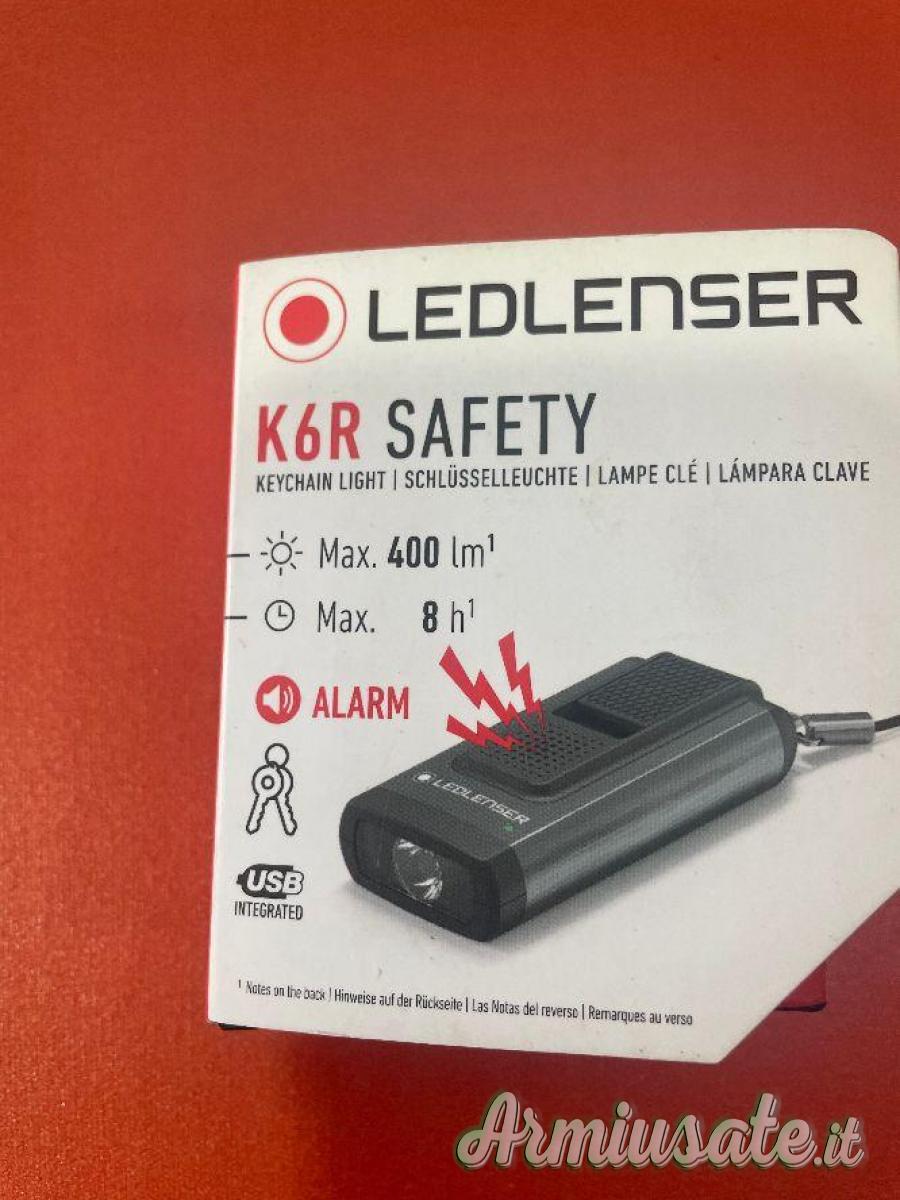 LEDLENSER
K6R SAFETY
KEYCHAIN LIGHT | SCHLÜSSELLEUCHTE | LAMPE CLÉ | LÁMPARA CLAVE
Max. 400 lm¹
Max. 8 h¹
ALARM
LEDLENSER
USB
INTEGRATED
¹ Notes on the back | Hinweise auf der Rückseite | Las Notas del reverso | Remarques au verso
Armiusate.it